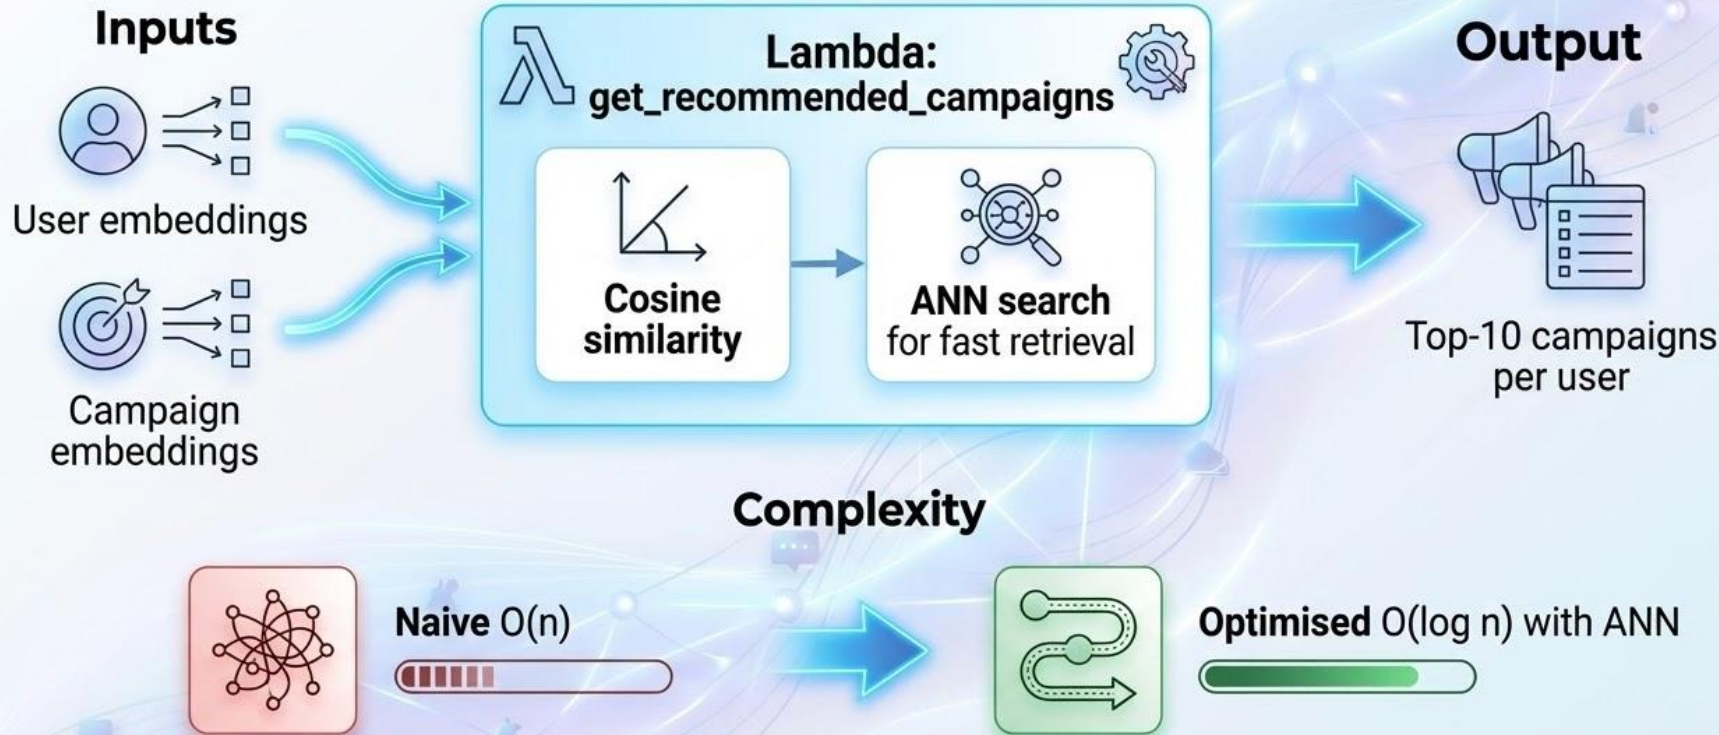 Inputs
User embeddings
Campaign
embeddings
Lambda:
get_recommended_campaigns
Cosine
similarity
ANN search
for fast retrieval
Output
Top-10 campaigns
per user
Complexity
Naive O(n)
Optimised O(log n) with ANN